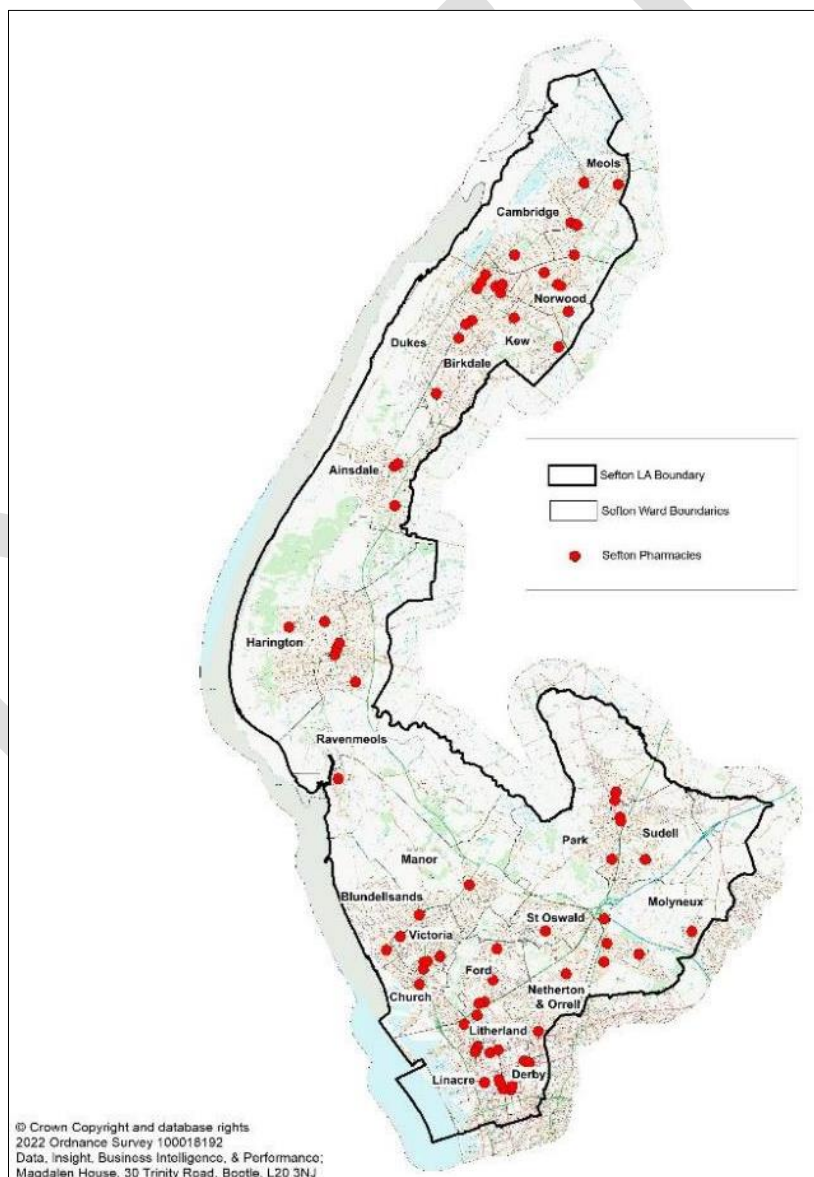 Meols
Cambridge
Norwood
Dukes
Kew
Birkdale
Ainsdale
Sefton LA Boundary
Sefton Ward Boundaries
Sefton Pharmacies
Harington
Ravenmeols
Park
Sudell
Manor
Blundellsands
Molyneux
St Oswald
Victoria
Ford
Netherton
& Orrell
Church
Litherland
Derby
Linacre
© Crown Copyright and database rights
2022 Ordnance Survey 100018192
Data, Insight, Business Intelligence, & Performance;
Magdalen House, 30 Trinity Road, Bootle, L20 3NJ